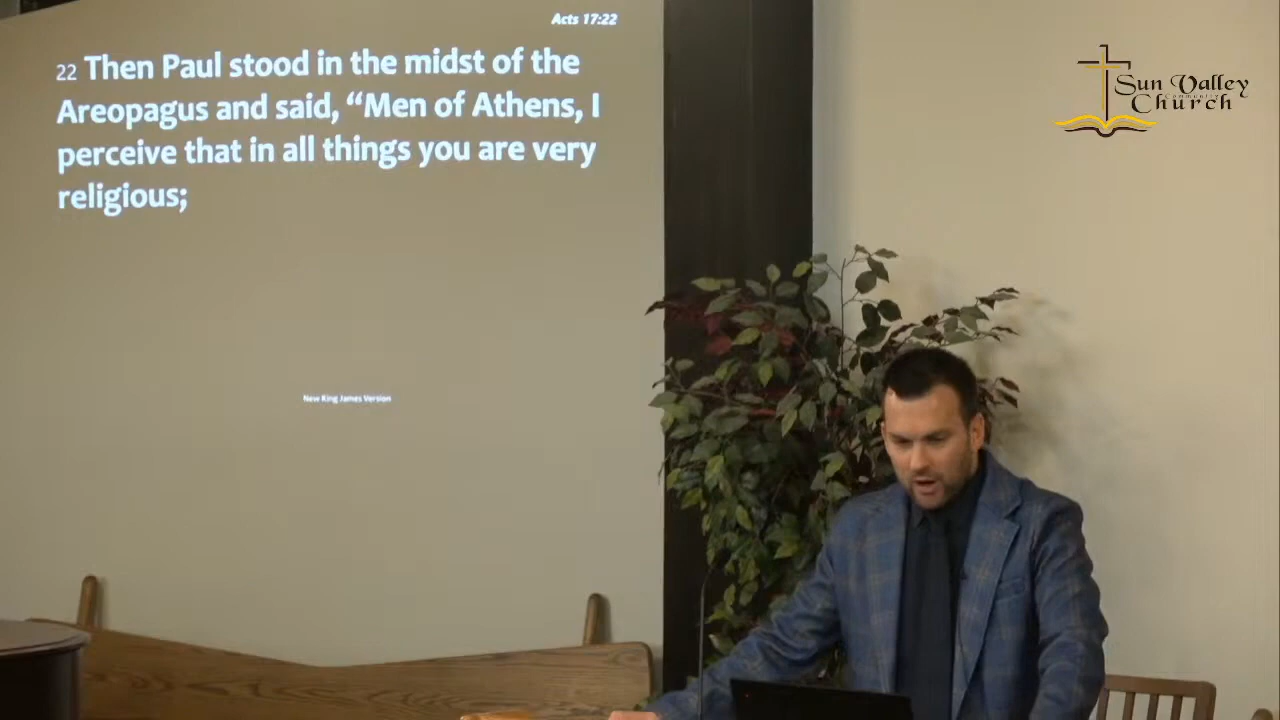 Acts 17:22
22 Then Paul stood in the midst of the
Areopagus and said, “Men of Athens, I
perceive that in all things you are very
religious;
New King James Version
Sun Valley
Community
Church